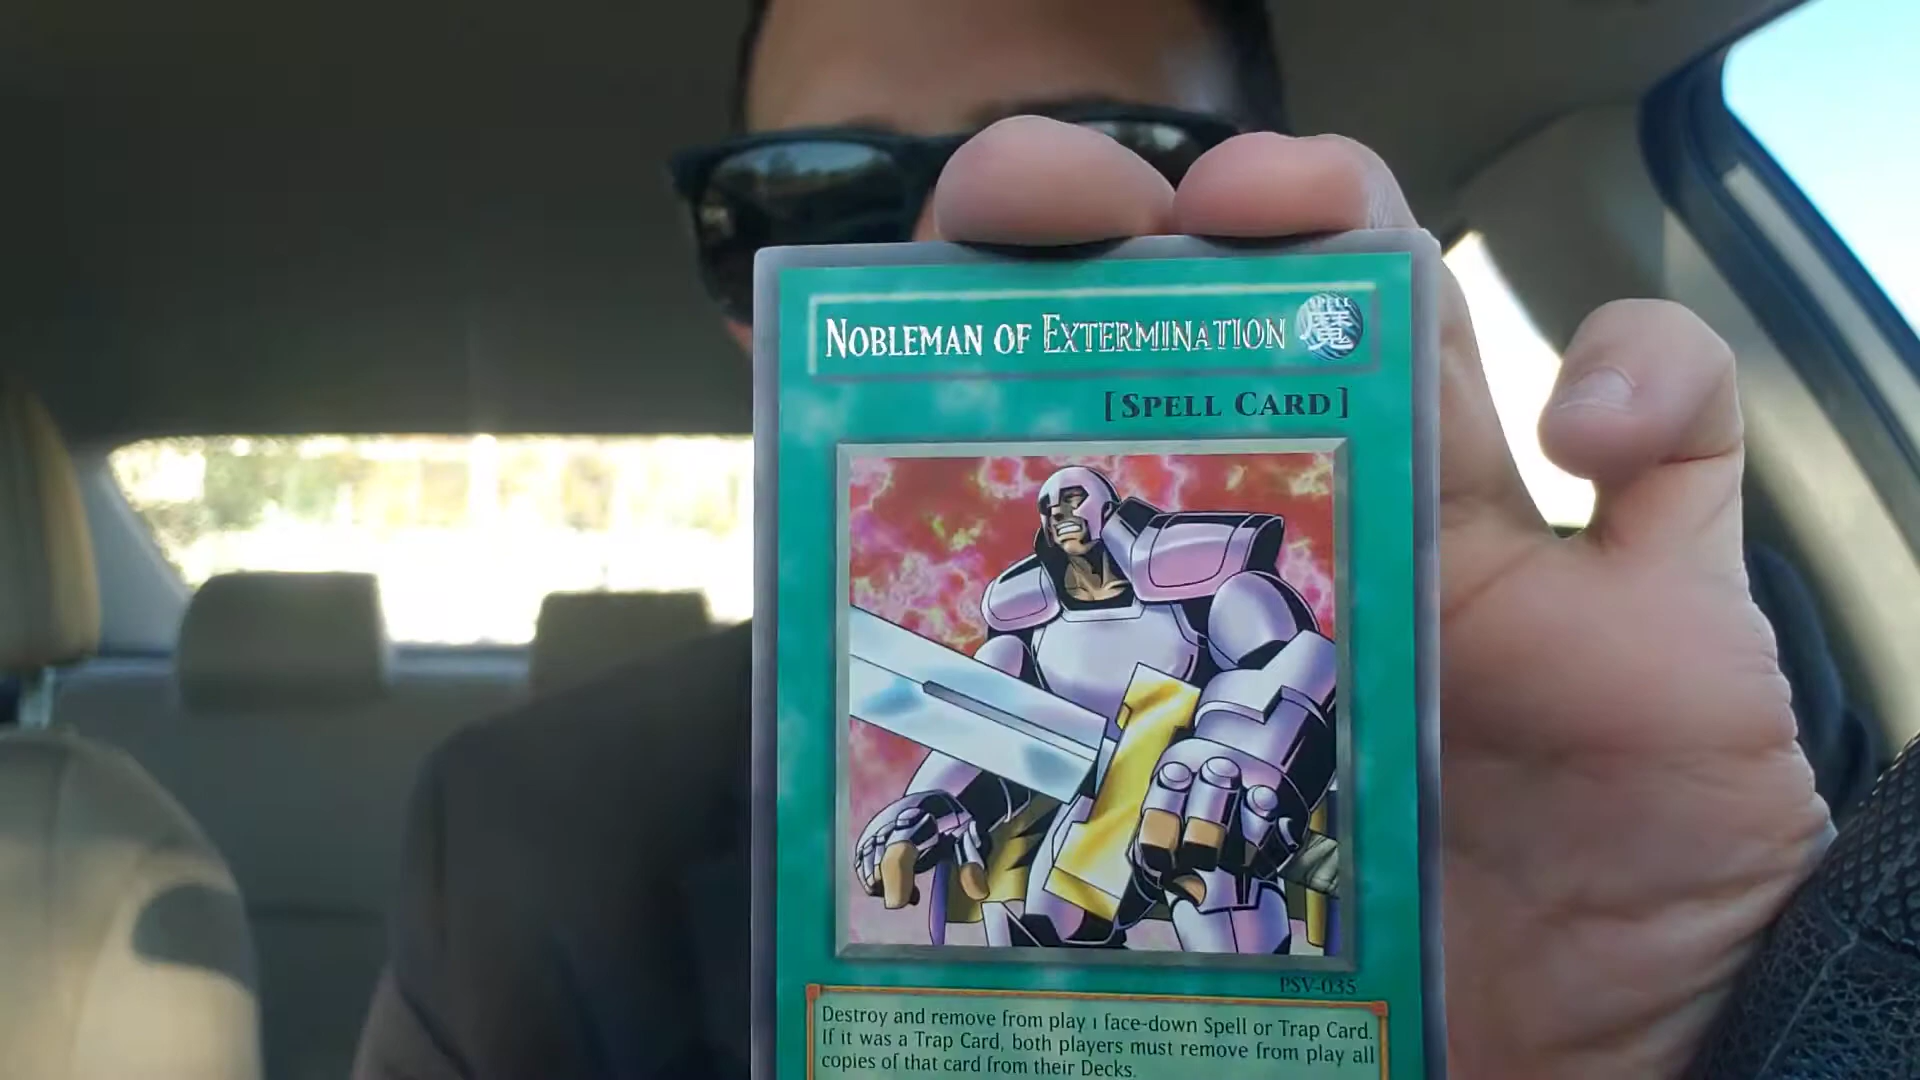 NOBLEMAN OF EXTERMINATION
SPELL
魔
[SPELL CARD]
PSV-035
Destroy and remove from play 1 face-down Spell or Trap Card.
If it was a Trap Card, both players must remove from play all
copies of that card from their Decks.